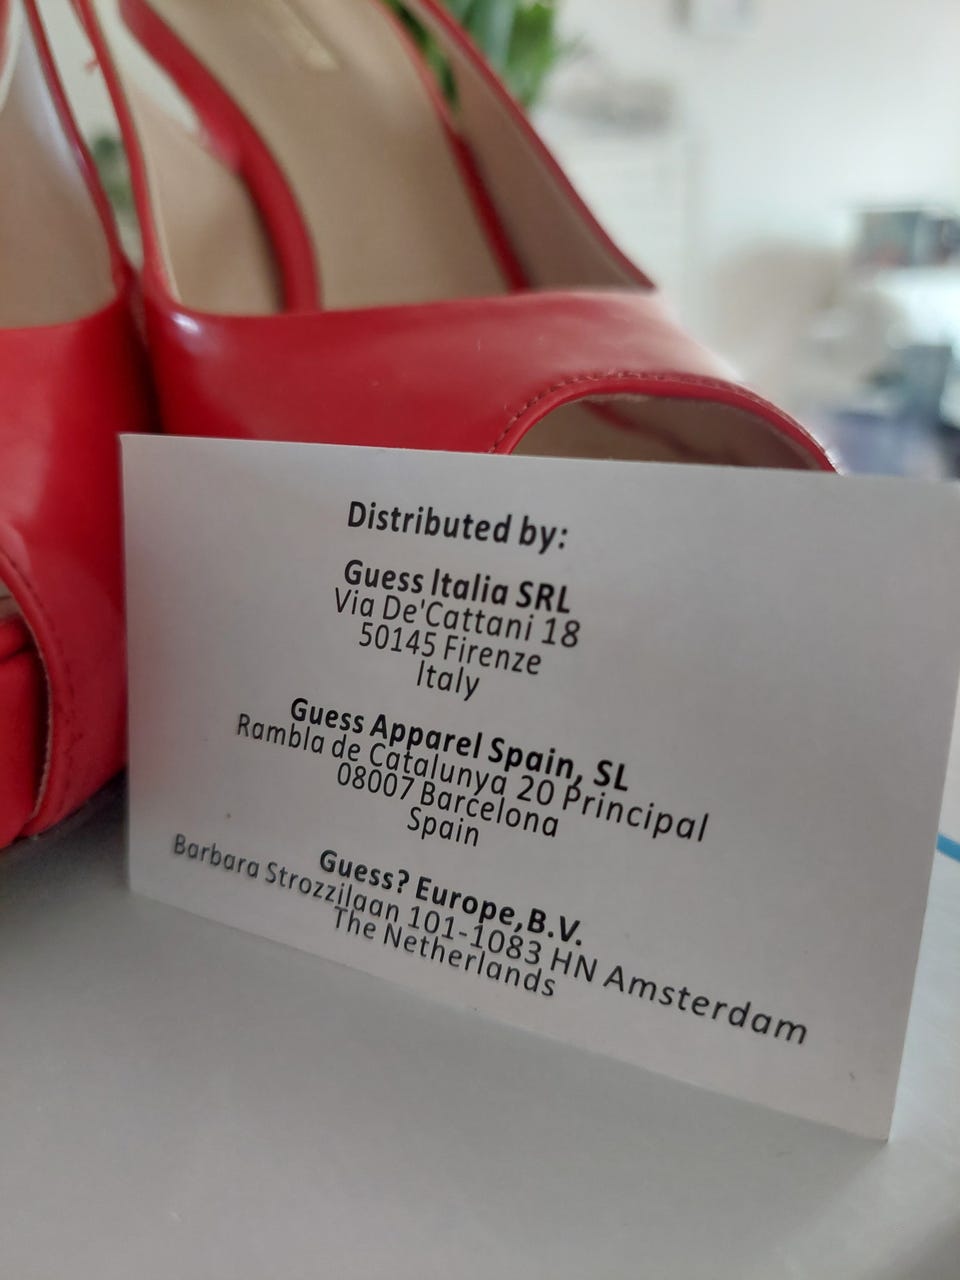 Distributed by:
Guess Italia SRL
Via De'Cattani 18
50145 Firenze
Italy
Guess Apparel Spain, SL
Rambla de Catalunya 20 Principal
08007 Barcelona
Spain
Guess? Europe,B.V.
Barbara Strozzilaan 101-1083 HN Amsterdam
The Netherlands